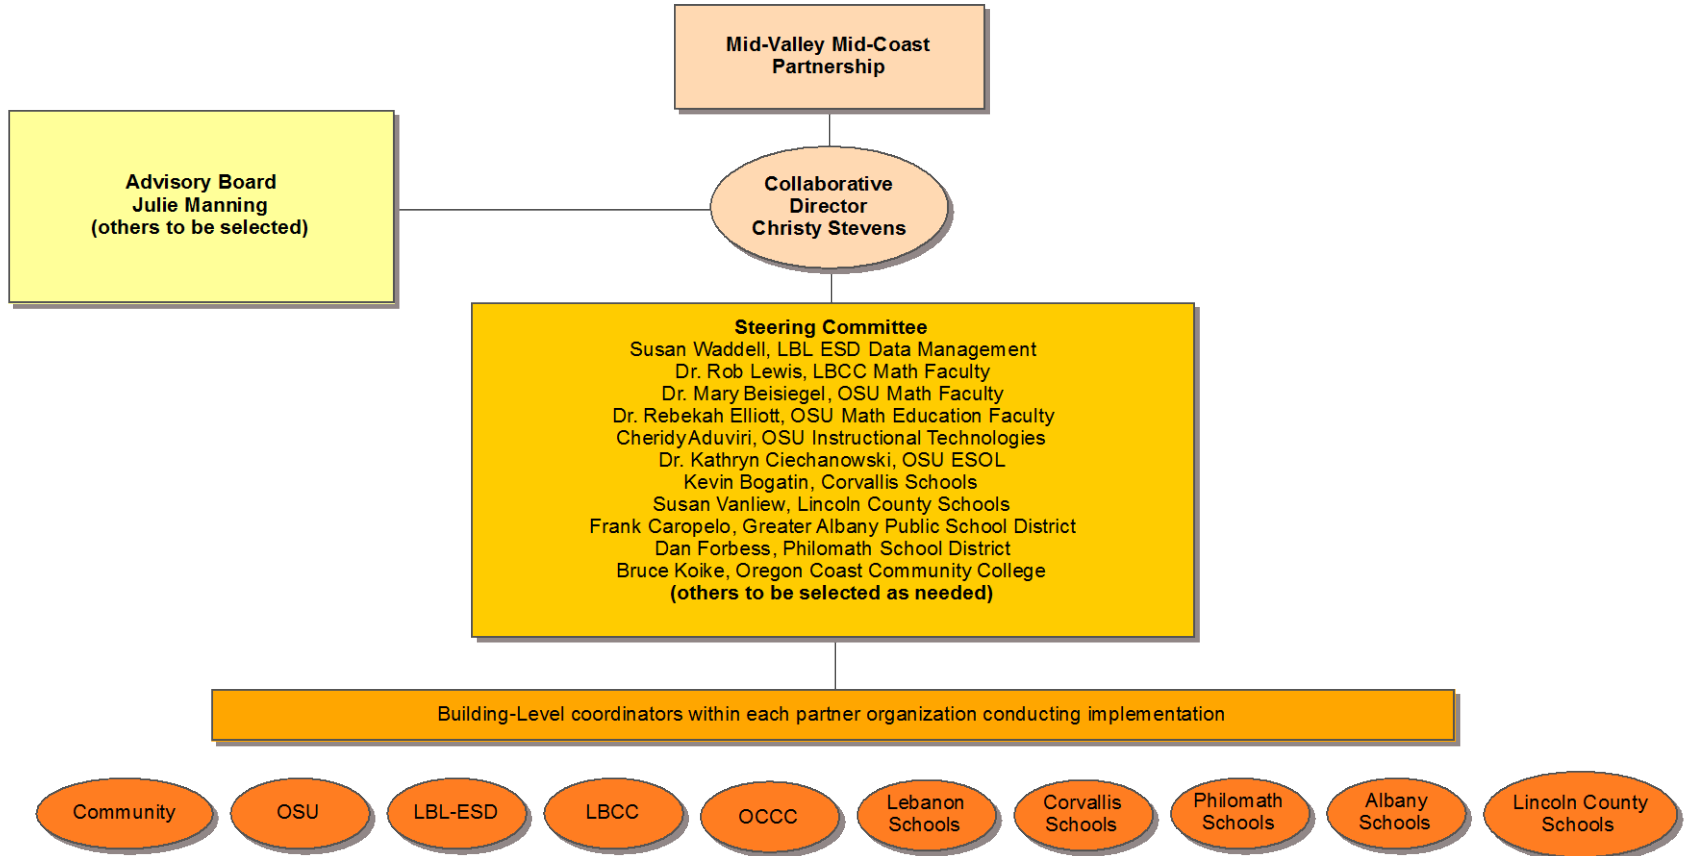 Mid-Valley Mid-Coast
Partnership
Advisory Board
Julie Manning
(others to be selected)
Collaborative
Director
Christy Stevens
Steering Committee
Susan Waddell, LBL ESD Data Management
Dr. Rob Lewis, LBCC Math Faculty
Dr. Mary Beisiegel, OSU Math Faculty
Dr. Rebekah Elliott, OSU Math Education Faculty
Cheridy Aduviri, OSU Instructional Technologies
Dr. Kathryn Ciechanowski, OSU ESOL
Kevin Bogatin, Corvallis Schools
Susan Vanliew, Lincoln County Schools
Frank Caropelo, Greater Albany Public School District
Dan Forbess, Philomath School District
Bruce Koike, Oregon Coast Community College
(others to be selected as needed)
Building-Level coordinators within each partner organization conducting implementation
Community
OSU
LBL-ESD
LBCC
OCCC
Lebanon
Schools
Corvallis
Schools
Philomath
Schools
Albany
Schools
Lincoln County
Schools